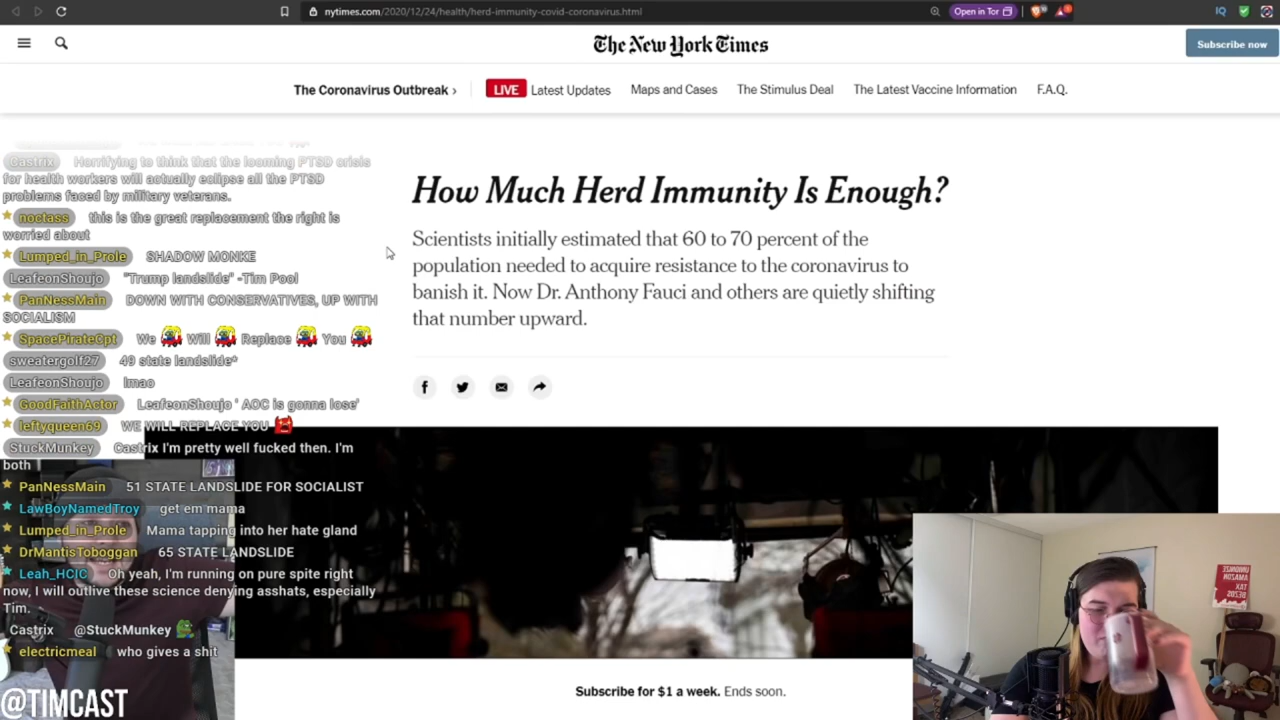 nytimes.com/2020/12/24/health/herd-immunity-covid-coronavirus.html
Open in Tor
IQ
The New York Times
Subscribe now
The Coronavirus Outbreak ›
LIVE Latest Updates
Maps and Cases
The Stimulus Deal
The Latest Vaccine Information
F.A.Q.
How Much Herd Immunity Is Enough?
Scientists initially estimated that 60 to 70 percent of the
population needed to acquire resistance to the coronavirus to
banish it. Now Dr. Anthony Fauci and others are quietly shifting
that number upward.
Castrix Horrifying to think that the looming PTSD crisis
for health workers will actually eclipse all the PTSD
problems faced by military veterans.
noctass this is the great replacement the right is
worried about
Lumped_in_Prole SHADOW MONKE
LeafeonShoujo "Trump landslide" -Tim Pool
PanNessMain DOWN WITH CONSERVATIVES, UP WITH
SOCIALISM
SpacePirateCpt We Will Replace You
sweatergolf27 49 state landslide*
LeafeonShoujo lmao
GoodFaithActor LeafeonShoujo ' AOC is gonna lose'
leftyqueen69 WE WILL REPLACE YOU
StuckMunkey Castrix I'm pretty well fucked then. I'm
both
PanNessMain 51 STATE LANDSLIDE FOR SOCIALIST
LawBoyNamedTroy get em mama
Lumped_in_Prole Mama tapping into her hate gland
DrMantisToboggan 65 STATE LANDSLIDE
Leah_HCIC Oh yeah, I'm running on pure spite right
now, I will outlive these science denying asshats, especially
Tim.
Castrix @StuckMunkey
electricmeal who gives a shit
@TIMCAST
Subscribe for $1 a week. Ends soon.